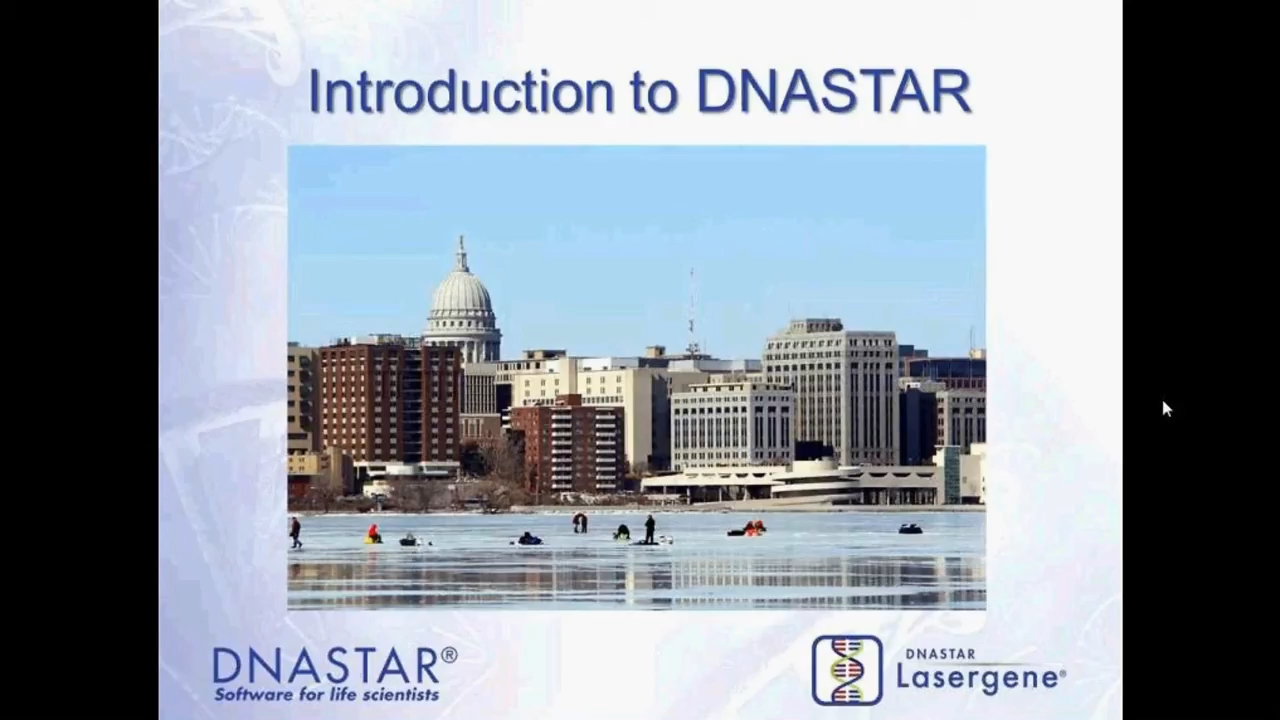 Introduction to DNASTAR
DNASTAR®
Software for life scientists
DNASTAR
Lasergene®